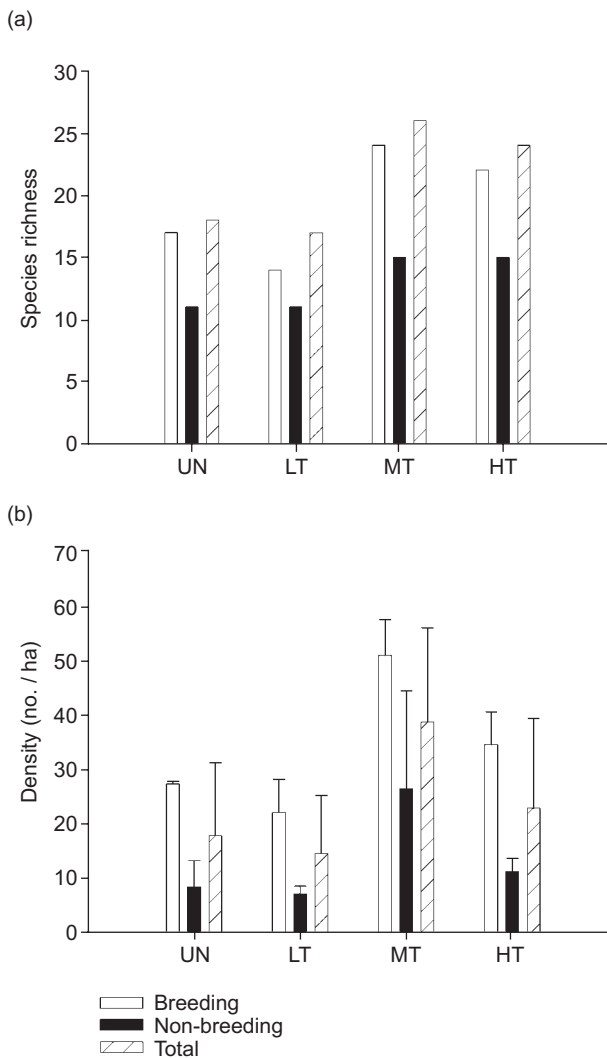 (a)
30
25
20
15
10
5
0
Species richness
UN LT MT HT
(b)
70
60
50
40
30
20
10
0
Density (no. / ha)
UN LT MT HT
Breeding
Non-breeding
Total